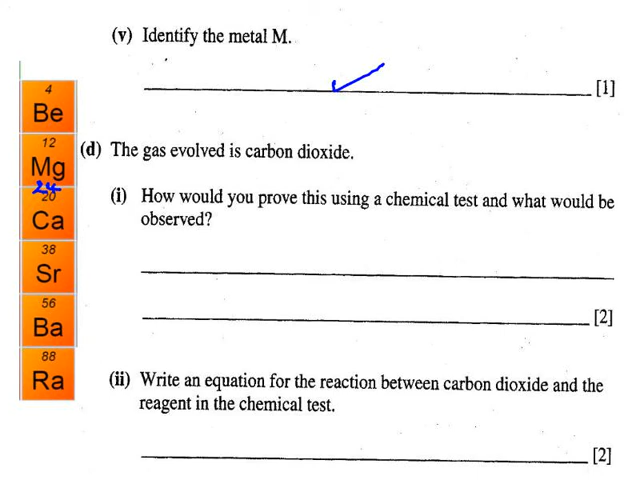 (v) Identify the metal M.
[1]
4
Be
12
Mg
24
20
Ca
38
Sr
56
Ba
88
Ra
(d) The gas evolved is carbon dioxide.
(i) How would you prove this using a chemical test and what would be
observed?
[2]
(ii) Write an equation for the reaction between carbon dioxide and the
reagent in the chemical test.
[2]